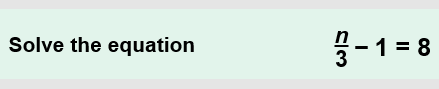 Solve the equation n/3 − 1 = 8